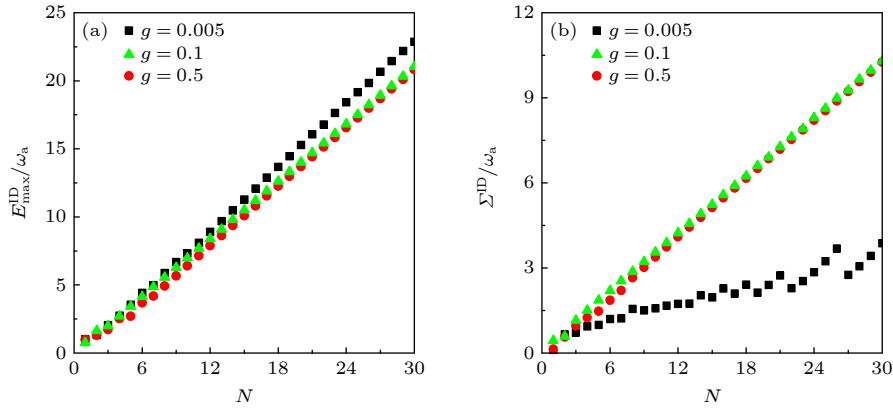 (a)
g = 0.005
g = 0.1
g = 0.5
25
20
15
10
5
0
0 6 12 18 24 30
N
E^ID_max/ω_a
(b)
g = 0.005
g = 0.1
g = 0.5
12
9
6
3
0
0 6 12 18 24 30
N
Σ^ID/ω_a